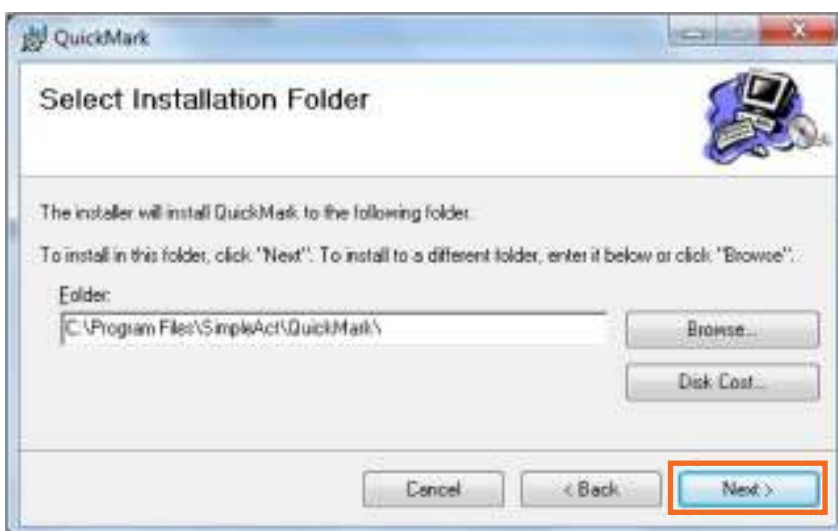 QuickMark
Select Installation Folder
The installer will install QuickMark to the following folder.
To install in this folder, click "Next". To install to a different folder, enter it below or click "Browse".
Folder:
C:\Program Files\SimpleAct\QuickMark\
Browse...
Disk Cost...
Cancel
< Back
Next >